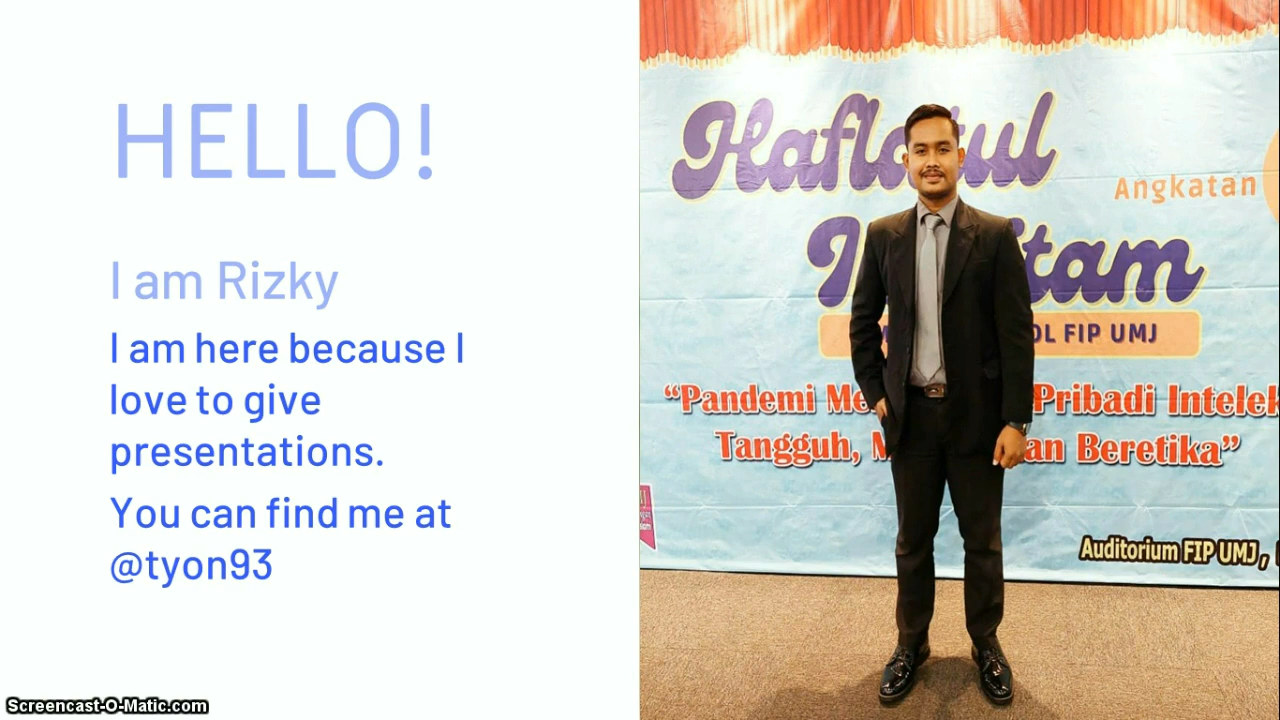 HELLO!
I am Rizky
I am here because I
love to give
presentations.
You can find me at
@tyon93
Angkatan
FIP UMJ
"Pandemi
Pribadi
Tangguh,
Beretika"
Auditorium FIP UMJ,
Screencast-O-Matic.com